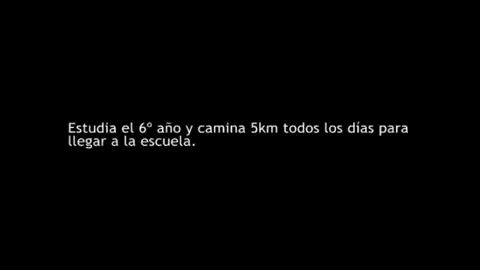 Estudia el 6º año y camina 5km todos los días para
llegar a la escuela.